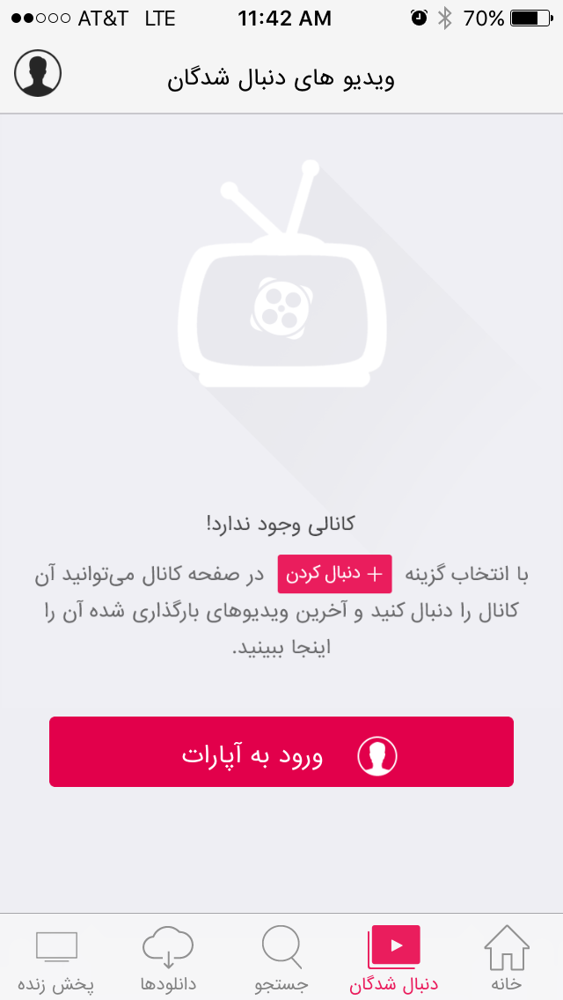 AT&T LTE 11:42 AM 70%
ویدیو های دنبال شدگان
کانالی وجود ندارد!
با انتخاب گزینه + دنبال کردن در صفحه کانال می‌توانید آن
کانال را دنبال کنید و آخرین ویدیوهای بارگذاری شده آن را
اینجا ببینید.
ورود به آپارات
خانه دنبال شدگان جستجو دانلودها پخش زنده